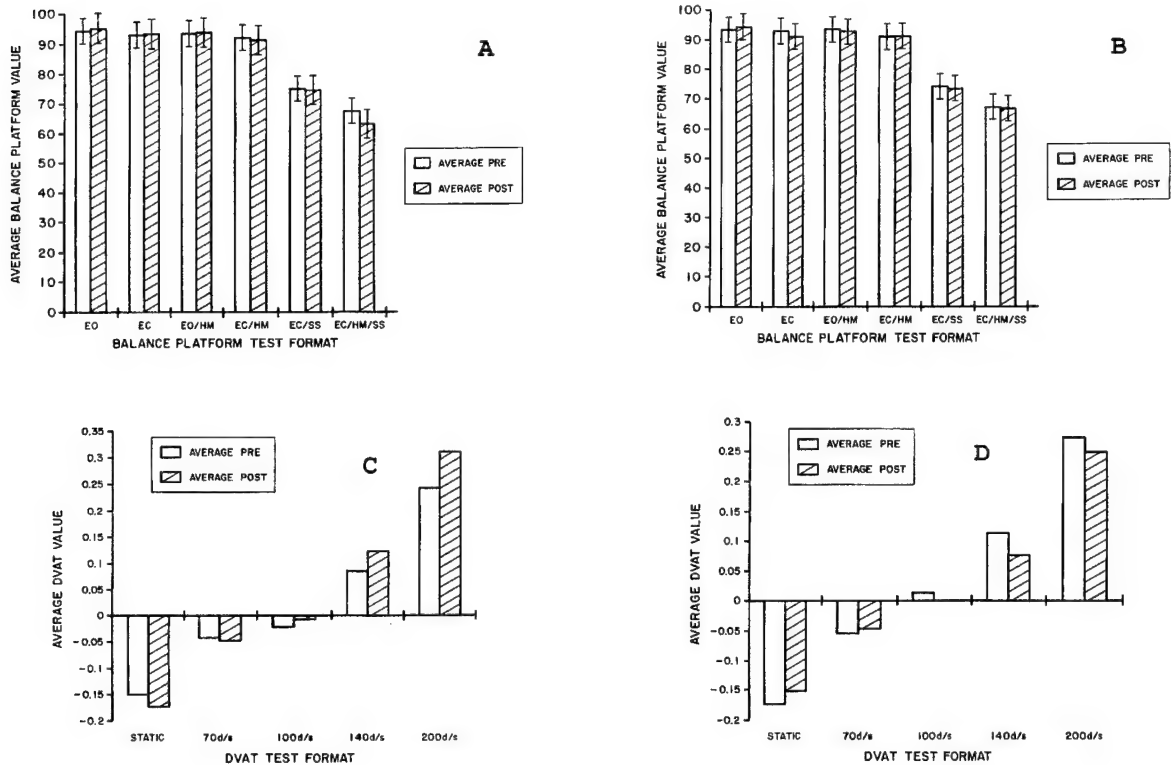 A
AVERAGE BALANCE PLATFORM VALUE
100
90
80
70
60
50
40
30
20
10
0
EO EC EO/HM EC/HM EC/SS EC/HM/SS
BALANCE PLATFORM TEST FORMAT
AVERAGE PRE
AVERAGE POST
B
AVERAGE BALANCE PLATFORM VALUE
100
90
80
70
60
50
40
30
20
10
0
EO EC EO/HM EC/HM EC/SS EC/HM/SS
BALANCE PLATFORM TEST FORMAT
AVERAGE PRE
AVERAGE POST
C
AVERAGE DVAT VALUE
0.35
0.3
0.25
0.2
0.15
0.1
0.05
0
-0.05
-0.1
-0.15
-0.2
AVERAGE PRE
AVERAGE POST
STATIC 70d/s 100d/s 140d/s 200d/s
DVAT TEST FORMAT
D
AVERAGE DVAT VALUE
0.3
0.25
0.2
0.15
0.1
0.05
0
-0.05
-0.1
-0.15
-0.2
AVERAGE PRE
AVERAGE POST
STATIC 70d/s 100d/s 140d/s 200d/s
DVAT TEST FORMAT